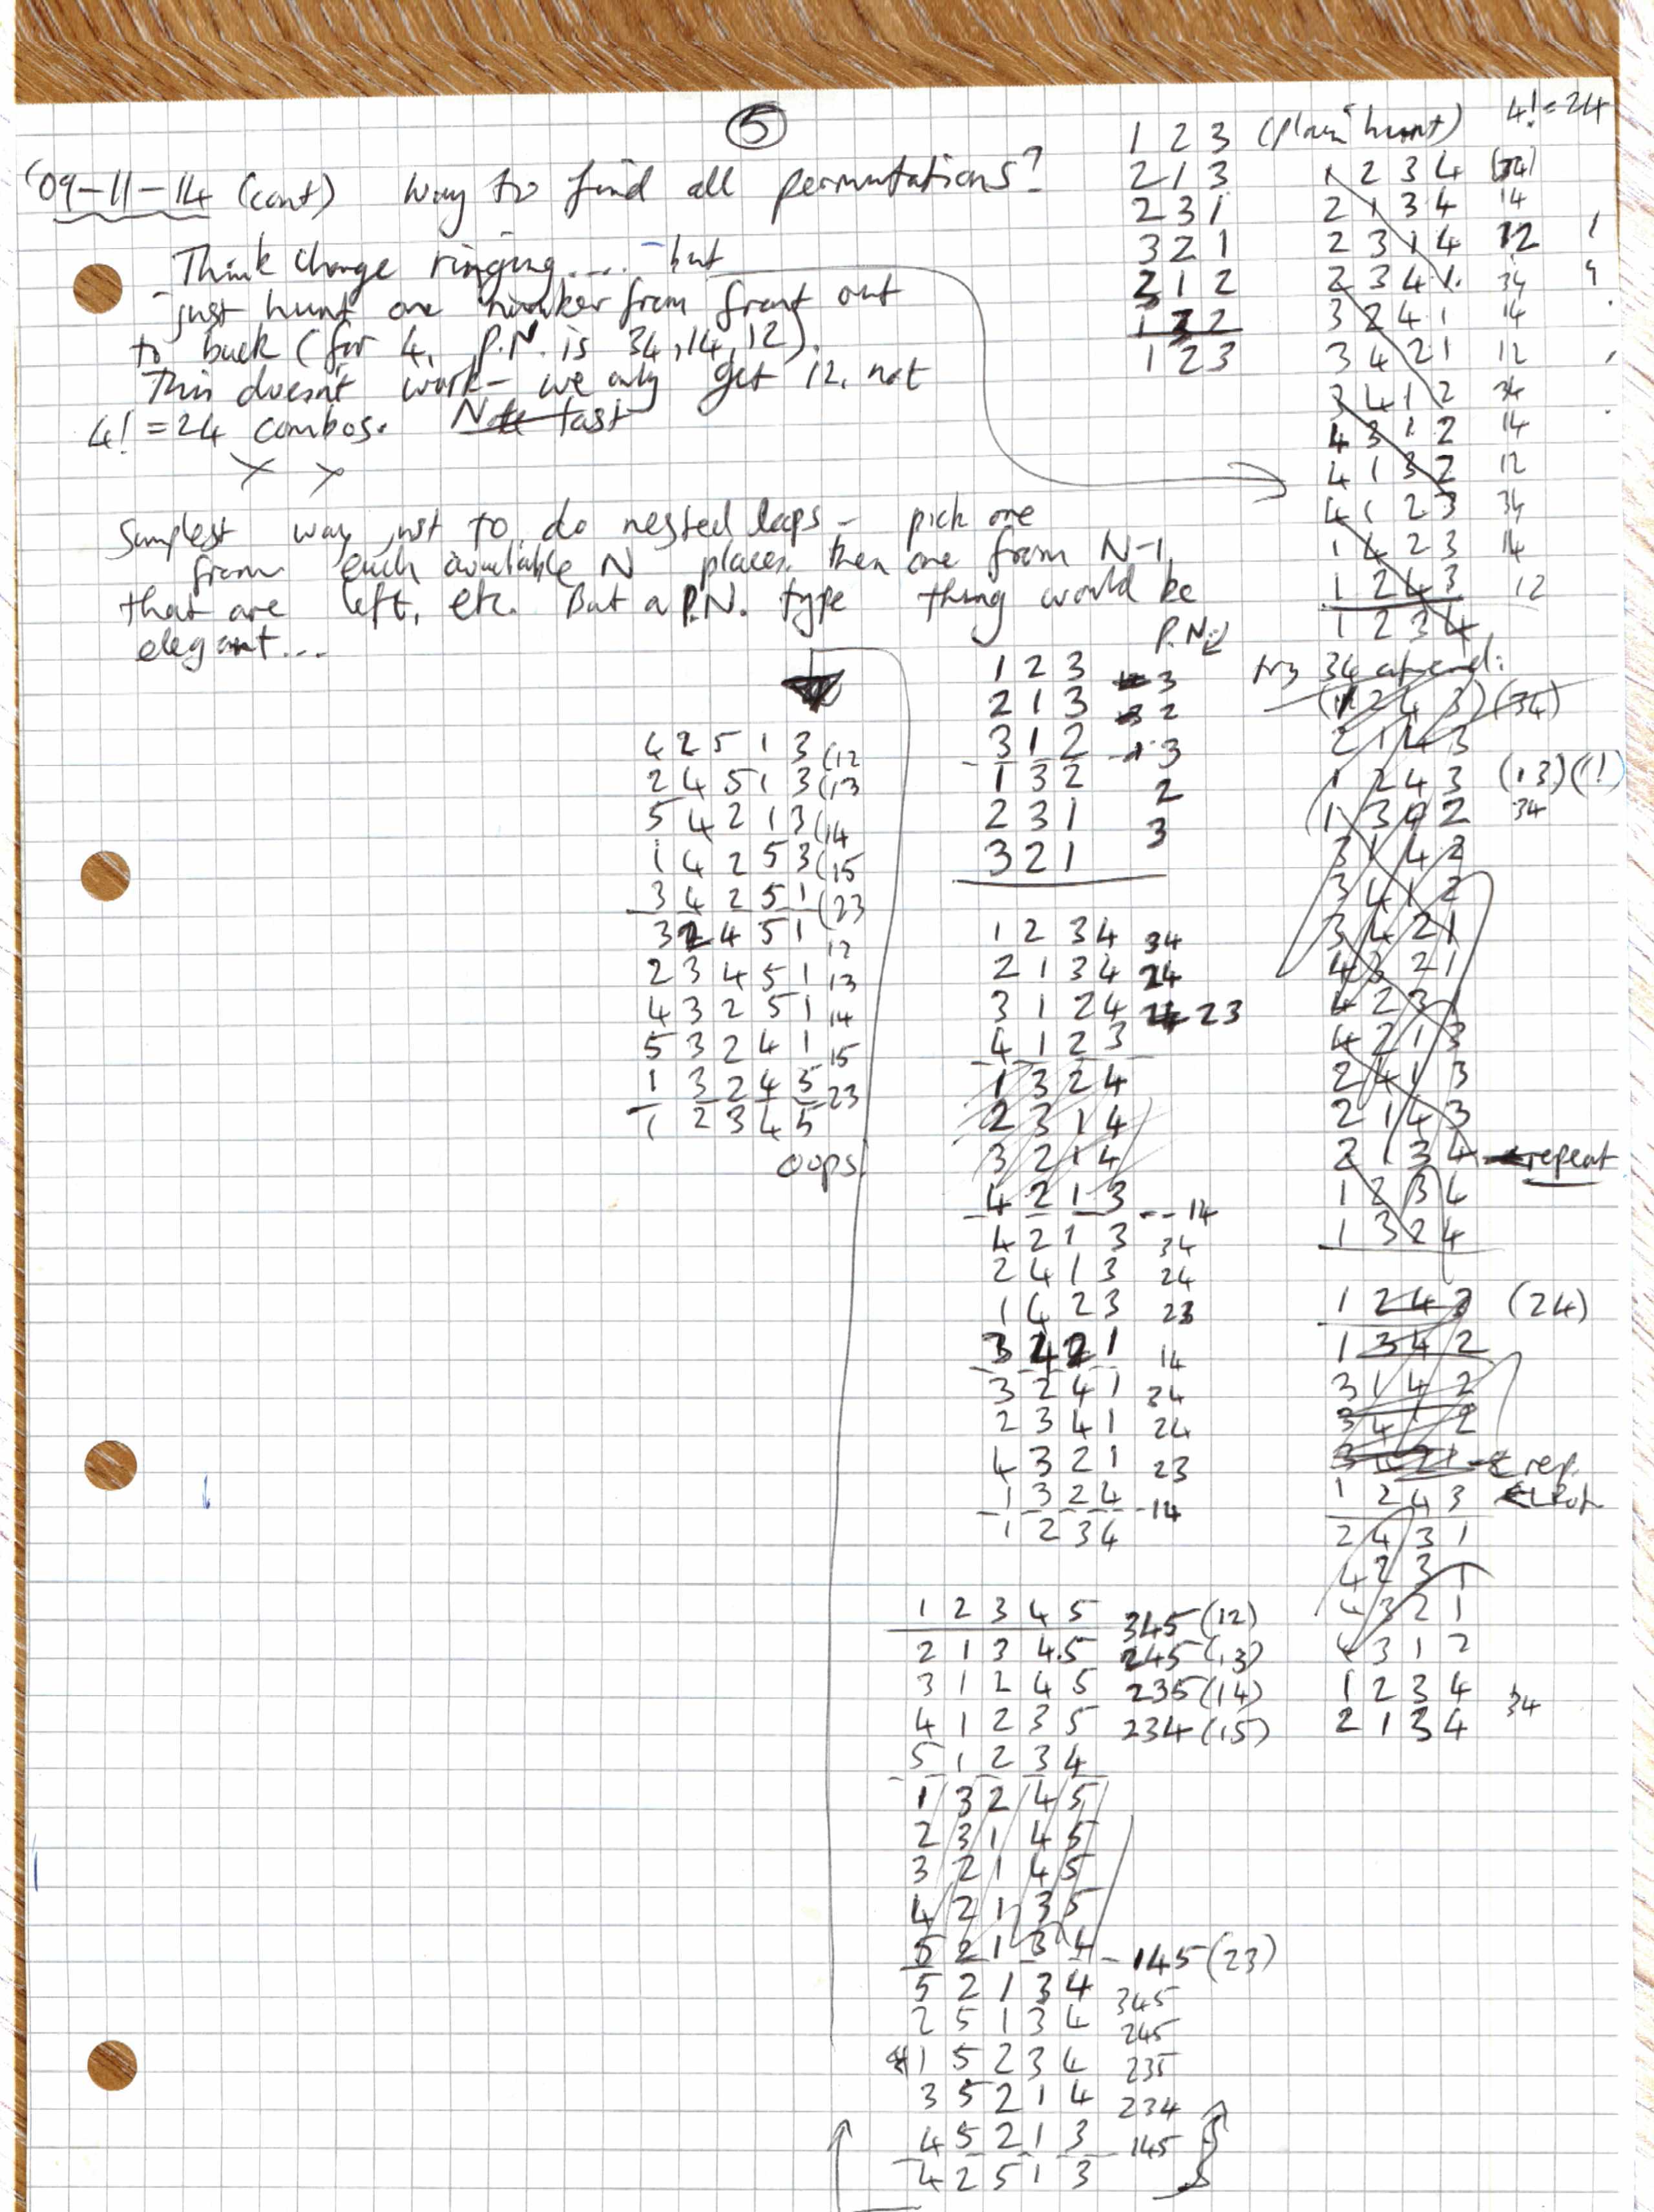 5
'09-11-14 (cont) Way to find all permutations?
Think change ringing.... but
just hunt one number from front out
to back (for 4, P.N. is 34,14,12).
This doesn't work - we only get 12, not
4! = 24 combos.
X X
Simplest way not to do nested loops - pick one
from each available N places, then one from N-1
that are left, etc. But a P.N. type thing would be
elegant...
4 2 5 1 3 (12
2 4 5 1 3 (13
5 4 2 1 3 (14
1 4 2 5 3 (15
3 4 2 5 1 (23
3 2 4 5 1 12
2 3 4 5 1 13
4 3 2 5 1 14
5 3 2 4 1 15
1 3 2 4 5 23
1 2 3 4 5
oops.
1 2 3 (plain hunt)
2 1 3
2 3 1
3 2 1
3 1 2
1 3 2
1 2 3
P.N.
1 2 3 3
2 1 3 2
3 1 2 3
1 3 2 2
2 3 1 3
3 2 1
1 2 3 4 34
2 1 3 4 24
3 1 2 4 23
4 1 2 3
1 3 2 4
2 3 1 4
3 2 1 4
4 2 1 3 -- 14
4 2 1 3 34
2 4 1 3 24
1 4 2 3 23
3 4 2 1 14
3 2 4 1 34
2 3 4 1 24
4 3 2 1 23
1 3 2 4 -14
1 2 3 4
1 2 3 4 5 345 (12)
2 1 3 4 5 245 (13)
3 1 2 4 5 235 (14)
4 1 2 3 5 234 (15)
5 1 2 3 4
1 3 2 4 5
2 3 1 4 5
3 2 1 4 5
4 2 1 3 5
5 2 1 3 4 - 145 (23)
5 2 1 3 4 345
2 5 1 3 4 245
1 5 2 3 4 235
3 5 2 1 4 234
4 5 2 1 3 145
4 2 5 1 3
4! = 24
1 2 3 4 (34)
2 1 3 4 14
2 3 1 4 12
2 3 4 1 34
3 2 4 1 14
3 4 2 1 12
3 4 1 2 34
4 3 1 2 14
4 1 3 2 12
4 1 2 3 34
1 4 2 3 14
1 2 4 3 12
1 2 3 4
try 34 at end:
(1 2 4 3) (34)
2 1 4 3
1 2 4 3 (13)(!)
1 3 4 2 34
3 1 4 2
3 4 1 2
3 4 2 1
4 3 2 1
4 2 3 1
4 2 1 3
2 4 1 3
2 1 4 3
2 1 3 4 repeat
1 2 3 4
1 3 2 4
1 2 4 3 (24)
1 3 4 2
3 1 4 2
3 4 1 2
rep.
1 2 4 3
2 4 3 1
4 2 3 1
4 3 2 1
4 3 1 2
1 2 3 4 34
2 1 3 4